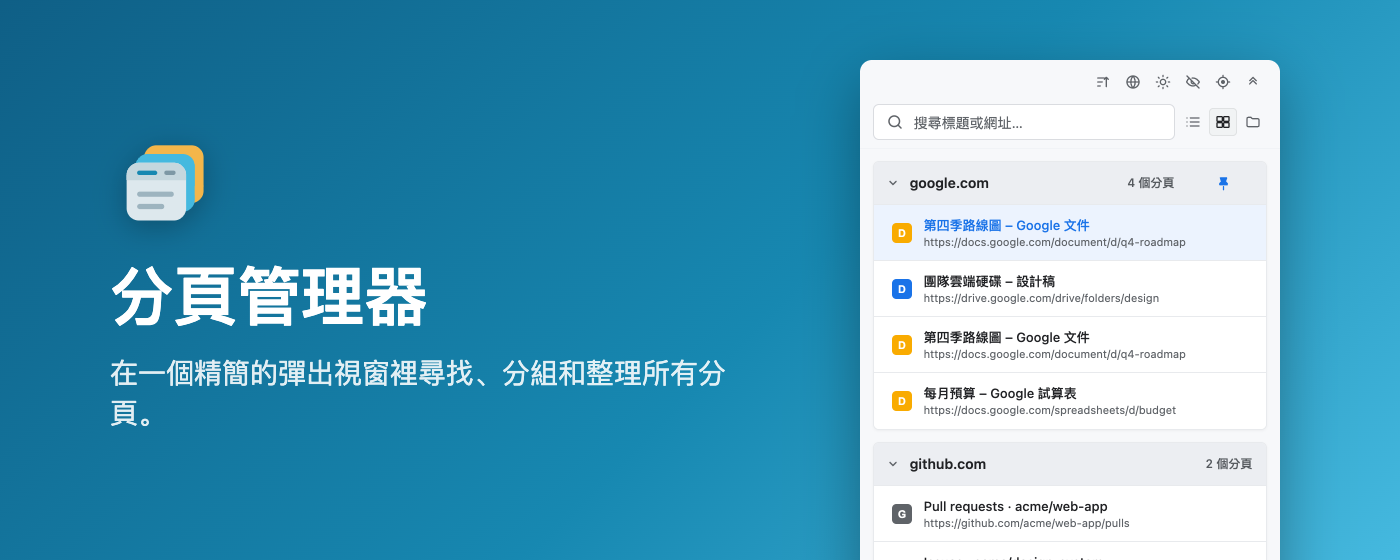 分頁管理器
在一個精簡的彈出視窗裡尋找、分組和整理所有分
頁。
搜尋標題或網址...
google.com
4 個分頁
D
第四季路線圖 – Google 文件
https://docs.google.com/document/d/q4-roadmap
D
團隊雲端硬碟 – 設計稿
https://drive.google.com/drive/folders/design
D
第四季路線圖 – Google 文件
https://docs.google.com/document/d/q4-roadmap
D
每月預算 – Google 試算表
https://docs.google.com/spreadsheets/d/budget
github.com
2 個分頁
G
Pull requests · acme/web-app
https://github.com/acme/web-app/pulls